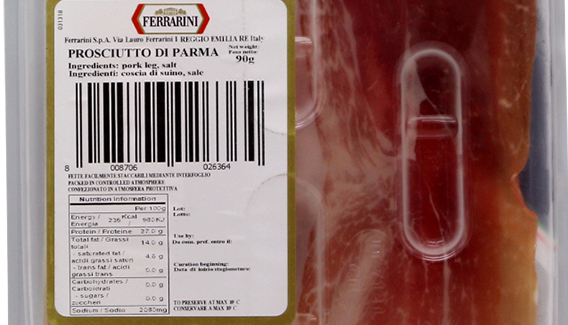 031318
FERRARINI
Ferrarini S.p.A. Via Lauro Ferrarini 1 REGGIO EMILIA RE Italy
PROSCIUTTO DI PARMA
Net weight:
Peso netto:
90g
Ingredients: pork leg, salt
Ingredienti: coscia di suino, sale
8 008706 026364
FETTE FACILMENTE STACCABILI MEDIANTE INTERFOGLIO
PACKED IN CONTROLLED ATMOSPHERE
CONFEZIONATO IN ATMOSFERA PROTETTIVA
Nutrition Information
Per 100g
Energy / Energia 236 Kcal / 980 KJ
Protein / Proteine 27.0 g
Total fat / Grassi totali 14.0 g
- saturated fat / acidi grassi saturi 4.6 g
- trans fat / acidi grassi trans 0.0 g
Carbohydrates / Carboidrati 0.0 g
- sugars / zuccheri 0.0 g
Sodium / Sodio
Lot:
Lotto:
Use by:
Da cons. pref. entro il:
Curation beginning:
Data di inizio stagionatura:
TO PRESERVE AT MAX 10° C
CONSERVARE A MAX 10° C